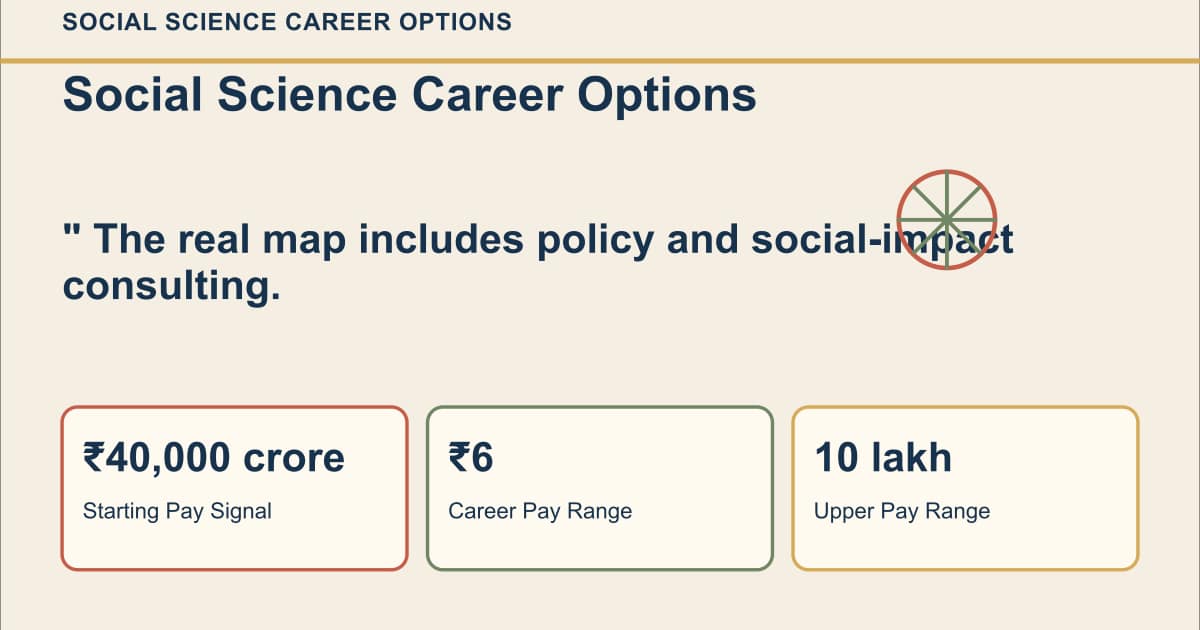 SOCIAL SCIENCE CAREER OPTIONS
Social Science Career Options
" The real map includes policy and social-impact
consulting.
₹40,000 crore
Starting Pay Signal
₹6
Career Pay Range
10 lakh
Upper Pay Range